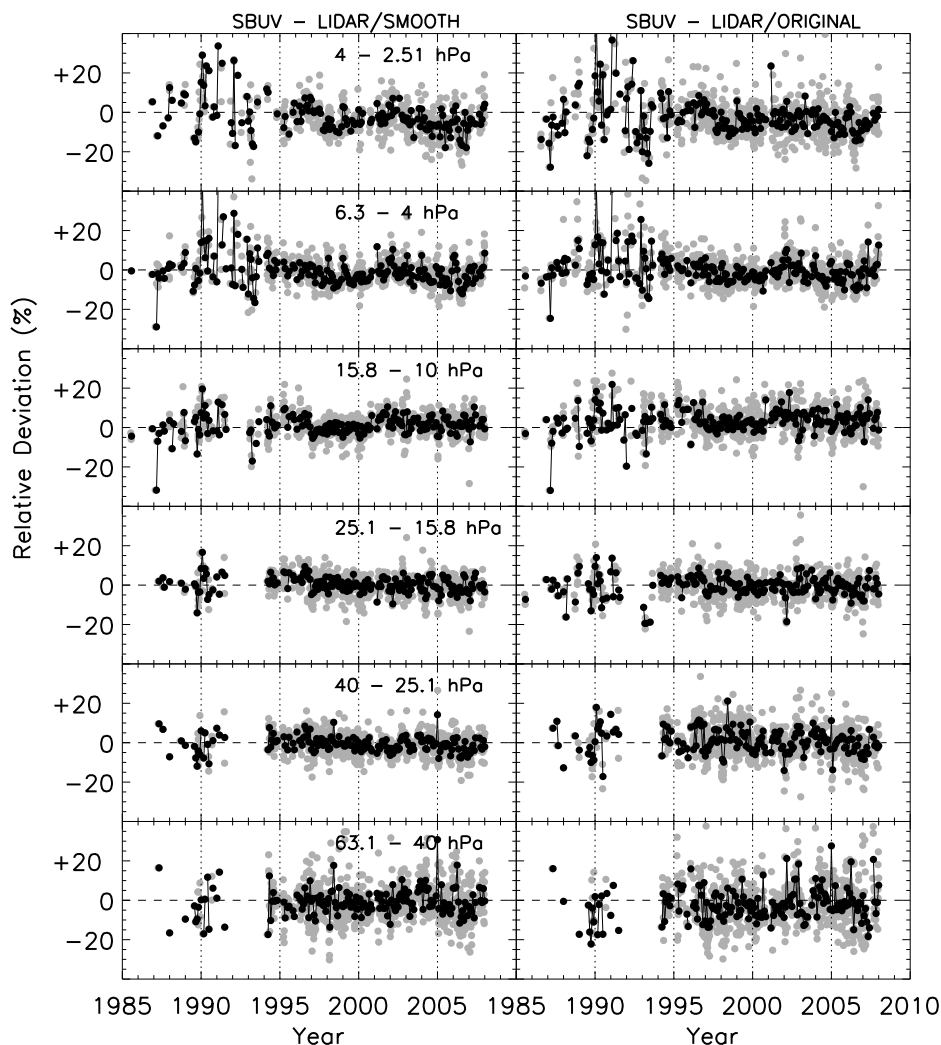 SBUV – LIDAR/SMOOTH SBUV – LIDAR/ORIGINAL
4 – 2.51 hPa
+20
0
−20
6.3 – 4 hPa
+20
0
−20
15.8 – 10 hPa
+20
0
−20
25.1 – 15.8 hPa
+20
0
−20
40 – 25.1 hPa
+20
0
−20
63.1 – 40 hPa
+20
0
−20
Relative Deviation (%)
1985 1990 1995 2000 2005 1985 1990 1995 2000 2005 2010
Year Year